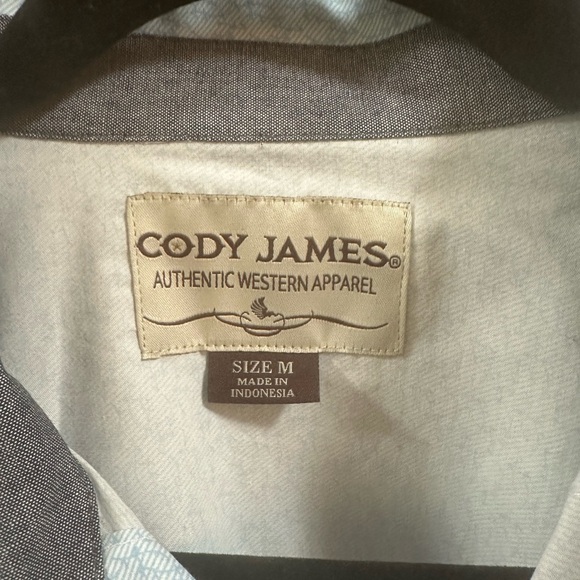 CODY JAMES®
AUTHENTIC WESTERN APPAREL
SIZE M
MADE IN
INDONESIA